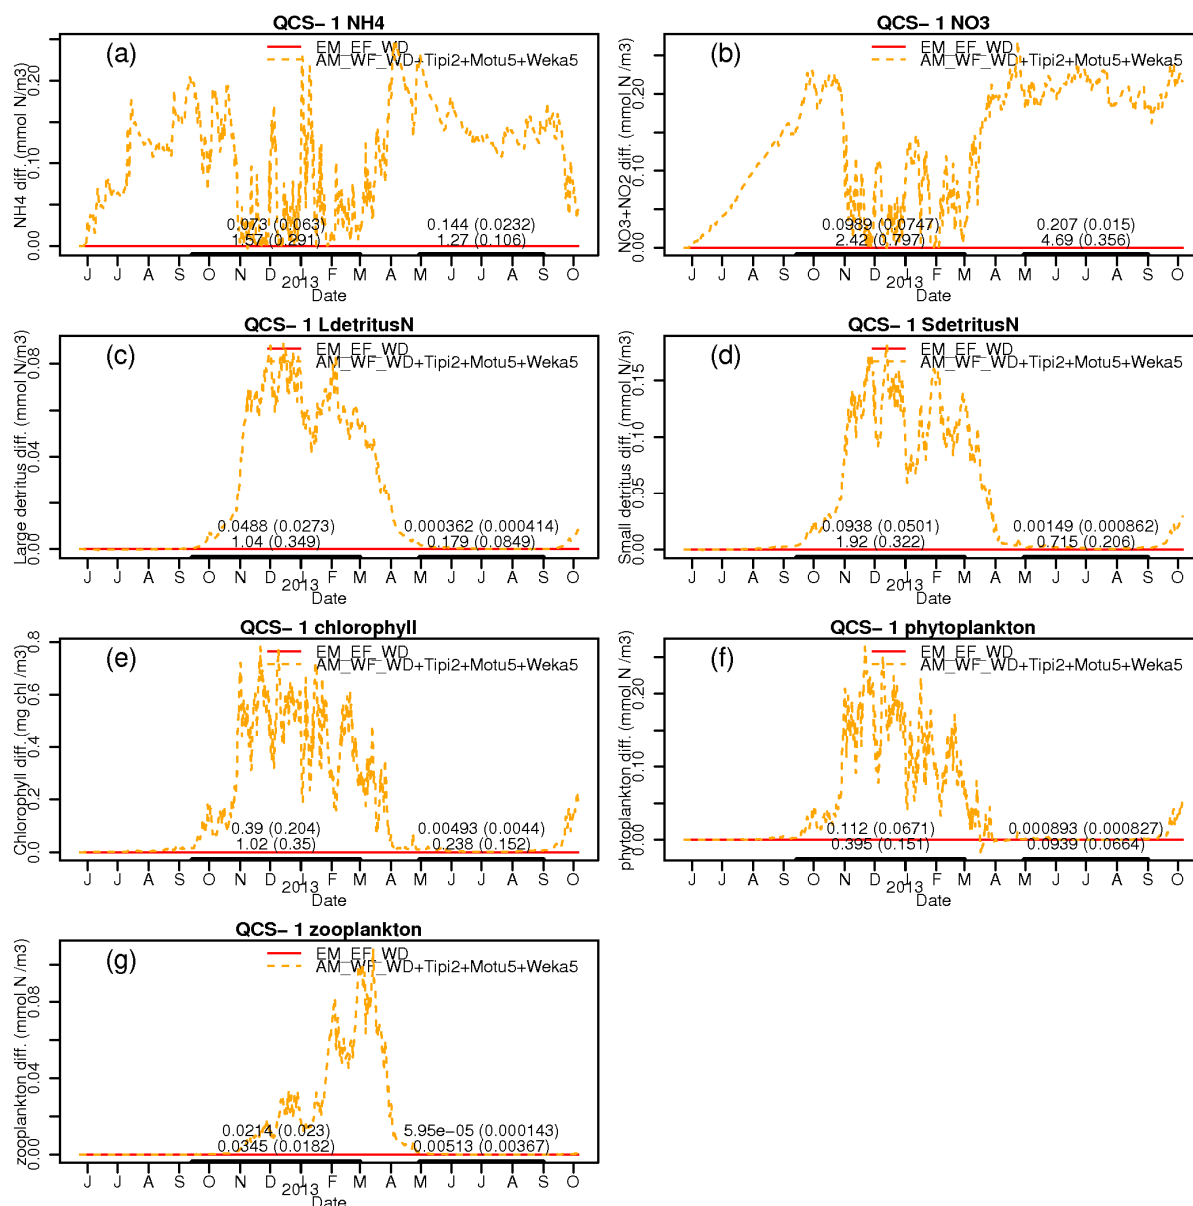 QCS− 1 NH4
(a)
EM_EF_WD
AM_WF_WD+Tipi2+Motu5+Weka5
NH4 diff. (mmol N/m3)
0.00 0.10 0.20
0.073 (0.063)
1.57 (0.291)
0.144 (0.0232)
1.27 (0.106)
J J A S O N D J F M A M J J A S O
2013
Date
QCS− 1 NO3
(b)
EM_EF_WD
AM_WF_WD+Tipi2+Motu5+Weka5
NO3+NO2 diff. (mmol N/m3)
0.00 0.10 0.20
0.0989 (0.0747)
2.42 (0.797)
0.207 (0.015)
4.69 (0.356)
J J A S O N D J F M A M J J A S O
2013
Date
QCS− 1 LdetritusN
(c)
EM_EF_WD
AM_WF_WD+Tipi2+Motu5+Weka5
Large detritus diff. (mmol N/m3)
0.00 0.04 0.08
0.0488 (0.0273)
1.04 (0.349)
0.000362 (0.000414)
0.179 (0.0849)
J J A S O N D J F M A M J J A S O
2013
Date
QCS− 1 SdetritusN
(d)
EM_EF_WD
AM_WF_WD+Tipi2+Motu5+Weka5
Small detritus diff. (mmol N/m3)
0.00 0.05 0.15
0.0938 (0.0501)
1.92 (0.322)
0.00149 (0.000862)
0.715 (0.206)
J J A S O N D J F M A M J J A S O
2013
Date
QCS− 1 chlorophyll
(e)
EM_EF_WD
AM_WF_WD+Tipi2+Motu5+Weka5
Chlorophyll diff. (mg chl /m3)
0.0 0.2 0.4 0.6 0.8
0.39 (0.204)
1.02 (0.35)
0.00493 (0.0044)
0.238 (0.152)
J J A S O N D J F M A M J J A S O
2013
Date
QCS− 1 phytoplankton
(f)
EM_EF_WD
AM_WF_WD+Tipi2+Motu5+Weka5
phytoplankton diff. (mmol N /m3)
0.00 0.10 0.20
0.112 (0.0671)
0.395 (0.151)
0.000893 (0.000827)
0.0939 (0.0664)
J J A S O N D J F M A M J J A S O
2013
Date
QCS− 1 zooplankton
(g)
EM_EF_WD
AM_WF_WD+Tipi2+Motu5+Weka5
zooplankton diff. (mmol N /m3)
0.00 0.04 0.08
0.0214 (0.023)
0.0345 (0.0182)
5.95e−05 (0.000143)
0.00513 (0.00367)
J J A S O N D J F M A M J J A S O
2013
Date